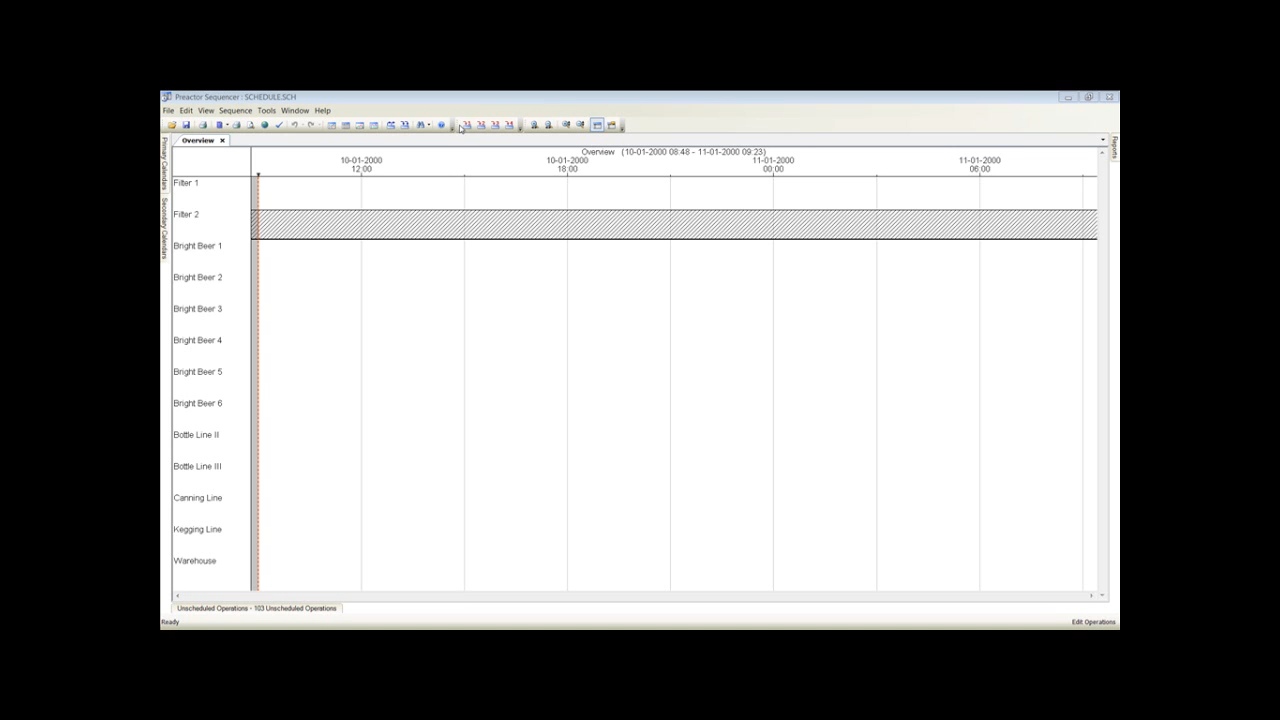 Preactor Sequencer : SCHEDULE.SCH
File Edit View Sequence Tools Window Help
Overview
Primary Calendars
Secondary Calendars
Reports
Overview (10-01-2000 08:48 - 11-01-2000 09:23)
10-01-2000 10-01-2000 11-01-2000 11-01-2000
12:00 18:00 00:00 06:00
Filter 1
Filter 2
Bright Beer 1
Bright Beer 2
Bright Beer 3
Bright Beer 4
Bright Beer 5
Bright Beer 6
Bottle Line II
Bottle Line III
Canning Line
Kegging Line
Warehouse
Unscheduled Operations - 103 Unscheduled Operations
Ready Edit Operations